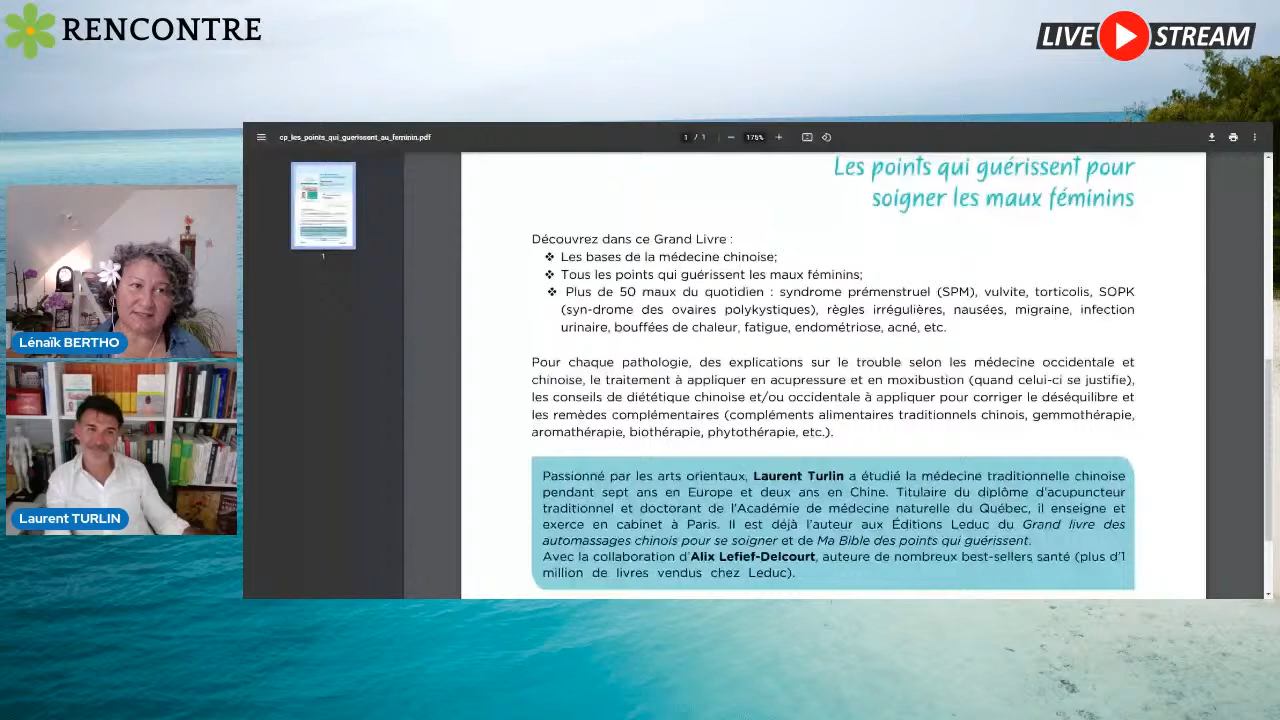 RENCONTRE
LIVE STREAM
cp_les_points_qui_guerissent_au_feminin.pdf
1 / 1
176%
1
Les points qui guérissent pour
soigner les maux féminins
Découvrez dans ce Grand Livre :
❖ Les bases de la médecine chinoise;
❖ Tous les points qui guérissent les maux féminins;
❖ Plus de 50 maux du quotidien : syndrome prémenstruel (SPM), vulvite, torticolis, SOPK
(syn-drome des ovaires polykystiques), règles irrégulières, nausées, migraine, infection
urinaire, bouffées de chaleur, fatigue, endométriose, acné, etc.
Pour chaque pathologie, des explications sur le trouble selon les médecine occidentale et
chinoise, le traitement à appliquer en acupressure et en moxibustion (quand celui-ci se justifie),
les conseils de diététique chinoise et/ou occidentale à appliquer pour corriger le déséquilibre et
les remèdes complémentaires (compléments alimentaires traditionnels chinois, gemmothérapie,
aromathérapie, biothérapie, phytothérapie, etc.).
Passionné par les arts orientaux, Laurent Turlin a étudié la médecine traditionnelle chinoise
pendant sept ans en Europe et deux ans en Chine. Titulaire du diplôme d'acupuncteur
traditionnel et doctorant de l'Académie de médecine naturelle du Québec, il enseigne et
exerce en cabinet à Paris. Il est déjà l'auteur aux Éditions Leduc du Grand livre des
automassages chinois pour se soigner et de Ma Bible des points qui guérissent.
Avec la collaboration d'Alix Lefief-Delcourt, auteure de nombreux best-sellers santé (plus d'1
million de livres vendus chez Leduc).
Lénaïk BERTHO
Laurent TURLIN